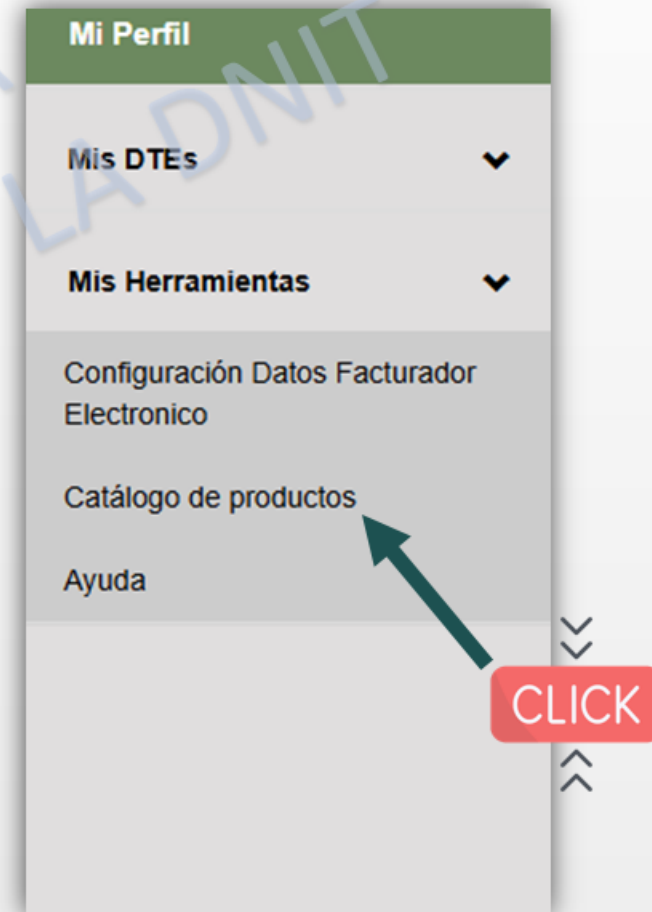 Mi Perfil
LA DNIT
Mis DTEs
Mis Herramientas
Configuración Datos Facturador
Electronico
Catálogo de productos
Ayuda
CLICK